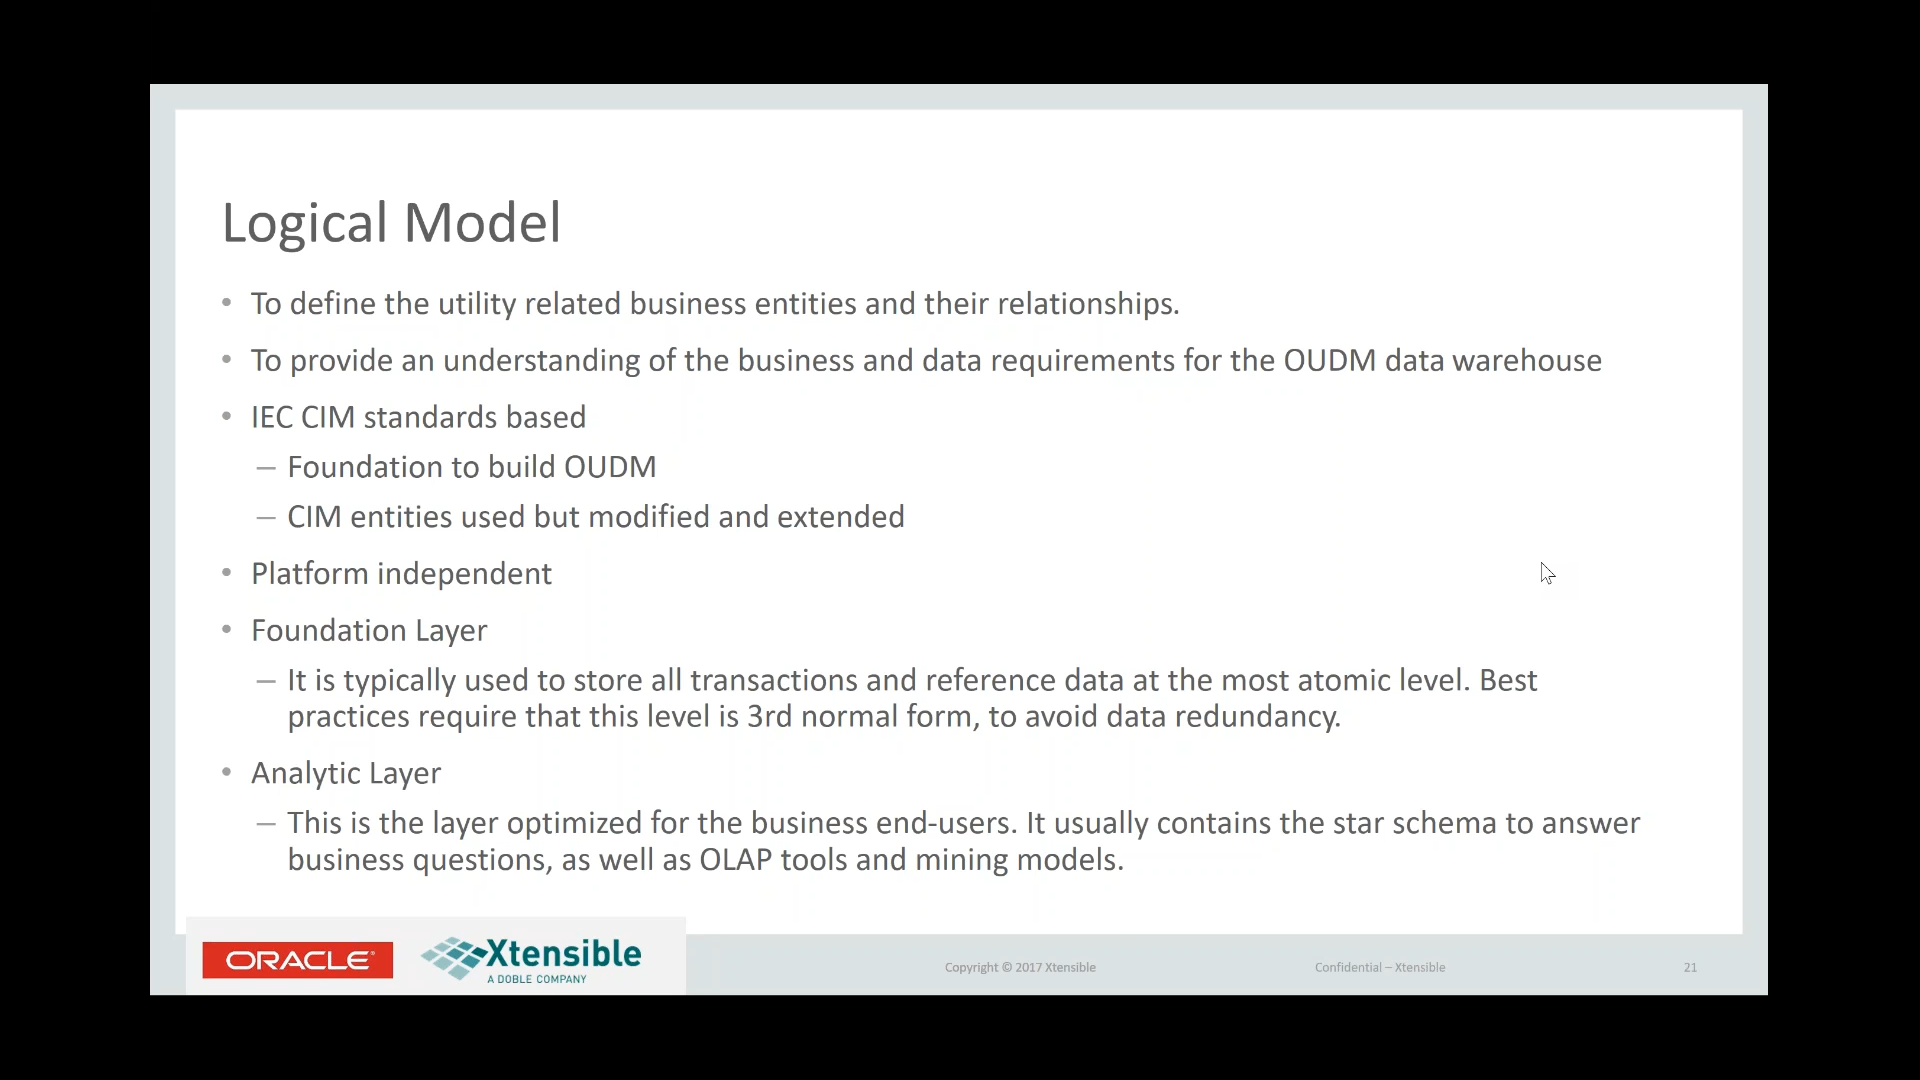 Logical Model
• To define the utility related business entities and their relationships.
• To provide an understanding of the business and data requirements for the OUDM data warehouse
• IEC CIM standards based
– Foundation to build OUDM
– CIM entities used but modified and extended
• Platform independent
• Foundation Layer
– It is typically used to store all transactions and reference data at the most atomic level. Best
practices require that this level is 3rd normal form, to avoid data redundancy.
• Analytic Layer
– This is the layer optimized for the business end-users. It usually contains the star schema to answer
business questions, as well as OLAP tools and mining models.
ORACLE®
Xtensible
A DOBLE COMPANY
Copyright © 2017 Xtensible
Confidential – Xtensible
21